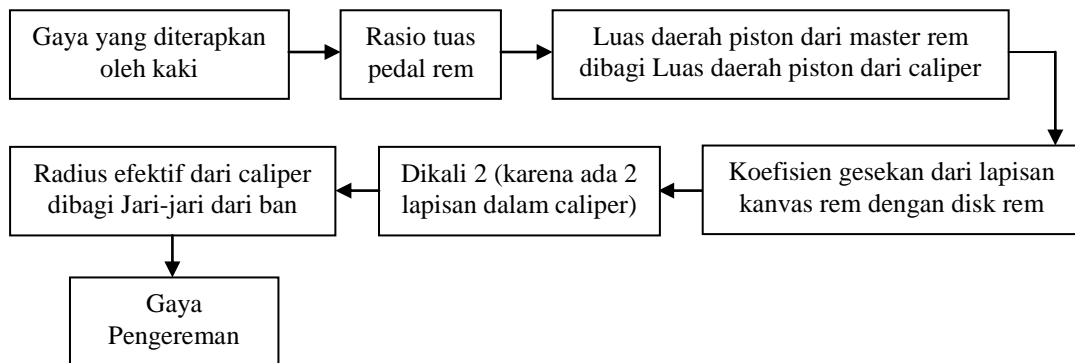 Gaya yang diterapkan
oleh kaki
Rasio tuas
pedal rem
Luas daerah piston dari master rem
dibagi Luas daerah piston dari caliper
Koefisien gesekan dari lapisan
kanvas rem dengan disk rem
Dikali 2 (karena ada 2
lapisan dalam caliper)
Radius efektif dari caliper
dibagi Jari-jari dari ban
Gaya
Pengereman